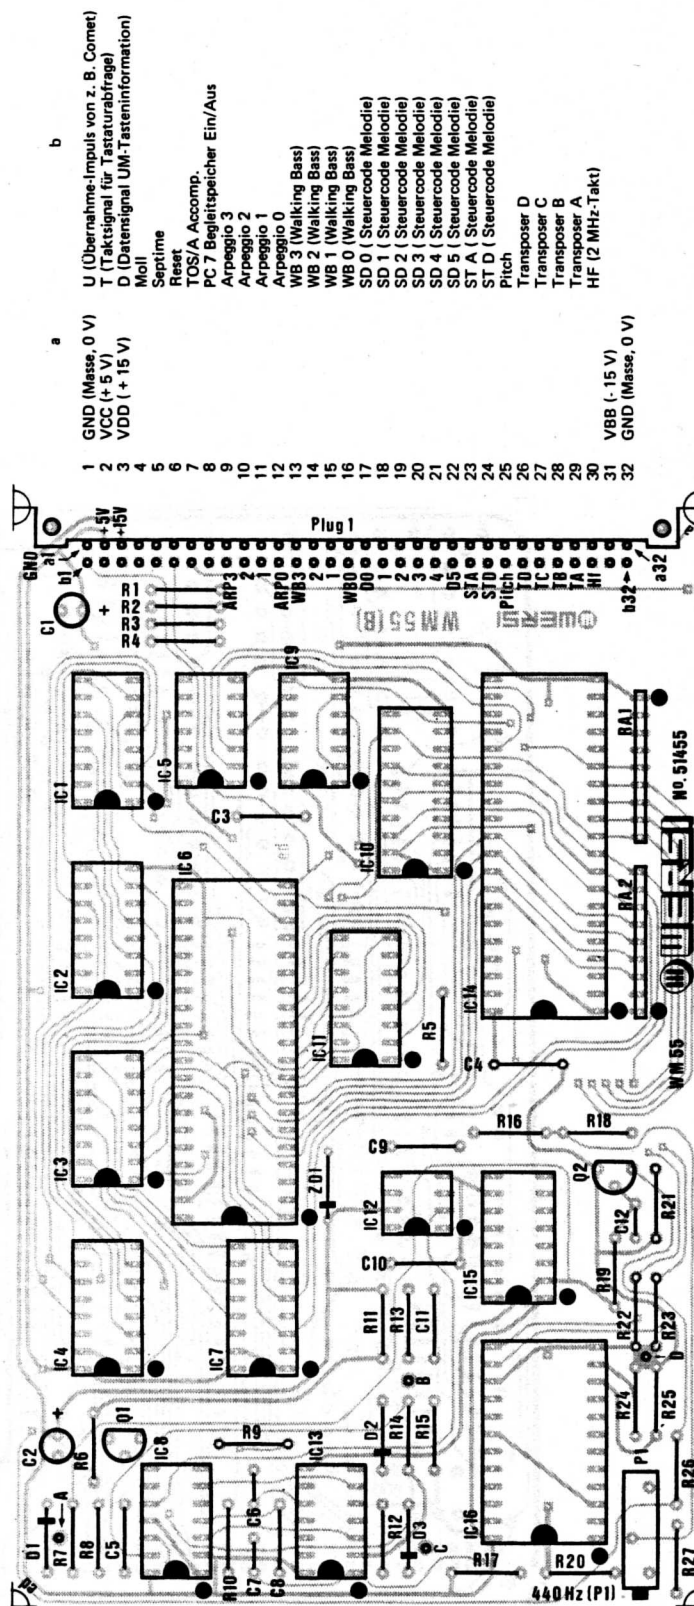 a b
1 GND (Masse, 0 V) U (Übernahme-Impuls von z. B. Comet)
2 VCC (+ 5 V) T (Taktsignal für Tastaturabfrage)
3 VDD (+ 15 V) D (Datensignal UM-Tasteninformation)
4 Moll
5 Septime
6 Reset
7 TOS/A Accomp.
8 PC 7 Begleitspeicher Ein/Aus
9 Arpeggio 3
10 Arpeggio 2
11 Arpeggio 1
12 Arpeggio 0
13 WB 3 (Walking Bass)
14 WB 2 (Walking Bass)
15 WB 1 (Walking Bass)
16 WB 0 (Walking Bass)
17 SD 0 ( Steuercode Melodie)
18 SD 1 ( Steuercode Melodie)
19 SD 2 ( Steuercode Melodie)
20 SD 3 ( Steuercode Melodie)
21 SD 4 ( Steuercode Melodie)
22 SD 5 ( Steuercode Melodie)
23 ST A ( Steuercode Melodie)
24 ST D ( Steuercode Melodie)
25 Pitch
26 Transposer D
27 Transposer C
28 Transposer B
29 Transposer A
30 HF (2 MHz-Takt)
31 VBB (- 15 V)
32 GND (Masse, 0 V)
Plug 1
GND a1 +5V +15V
b1
ARP3
2
1
ARP0
WB3
2
1
WB0
D0
1
2
3
4
D5
STA
STD
Pitch
TD
TC
TB
TA
Hf
b32
a32
C1 +
R1
R2
R3
R4
WERSI WM 55 (B)
IC1
IC5
IC9
C3
IC10
RA1
No. 51455
IC2
IC6
IC11
R5
IC14
RA2
WERSI
WM 55
C4
IC3
ZD1
C9
R16
R18
IC12
Q2
C12
R21
C10
IC15
R19
IC4
IC7
R11
R13
C11
R22
R23
B
D
C2 +
R6
Q1
R9
D2
R14
R15
R24
R25
IC8
IC13
P1
D1
R7
A
R8
C5
R10
C6
C7
C8
R12
D3
C
IC16
R17
R20
R26
R27
440 Hz (P1)